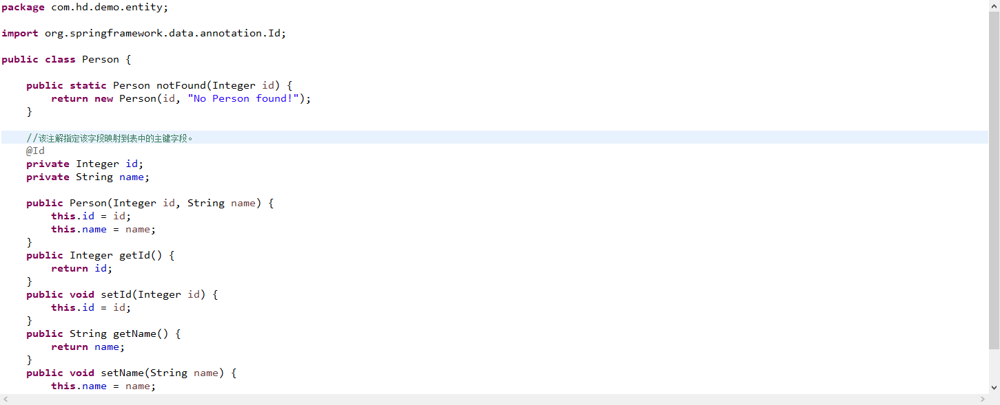 package com.hd.demo.entity;
import org.springframework.data.annotation.Id;
public class Person {
public static Person notFound(Integer id) {
return new Person(id, "No Person found!");
}
//该注解指定该字段映射到表中的主键字段。
@Id
private Integer id;
private String name;
public Person(Integer id, String name) {
this.id = id;
this.name = name;
}
public Integer getId() {
return id;
}
public void setId(Integer id) {
this.id = id;
}
public String getName() {
return name;
}
public void setName(String name) {
this.name = name;